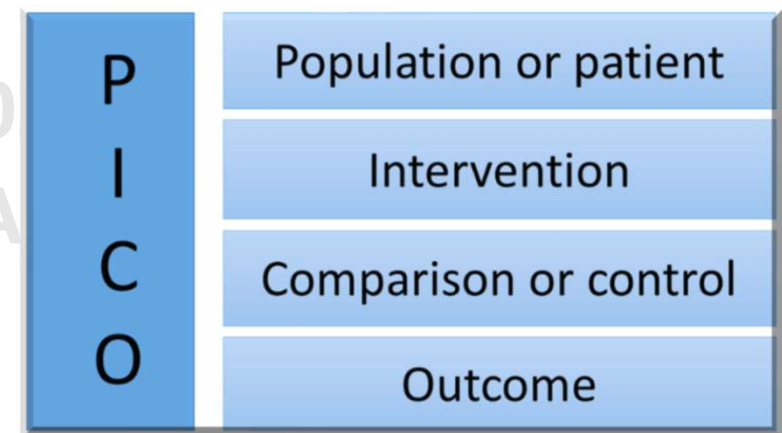 P
Population or patient
I
Intervention
C
Comparison or control
O
Outcome